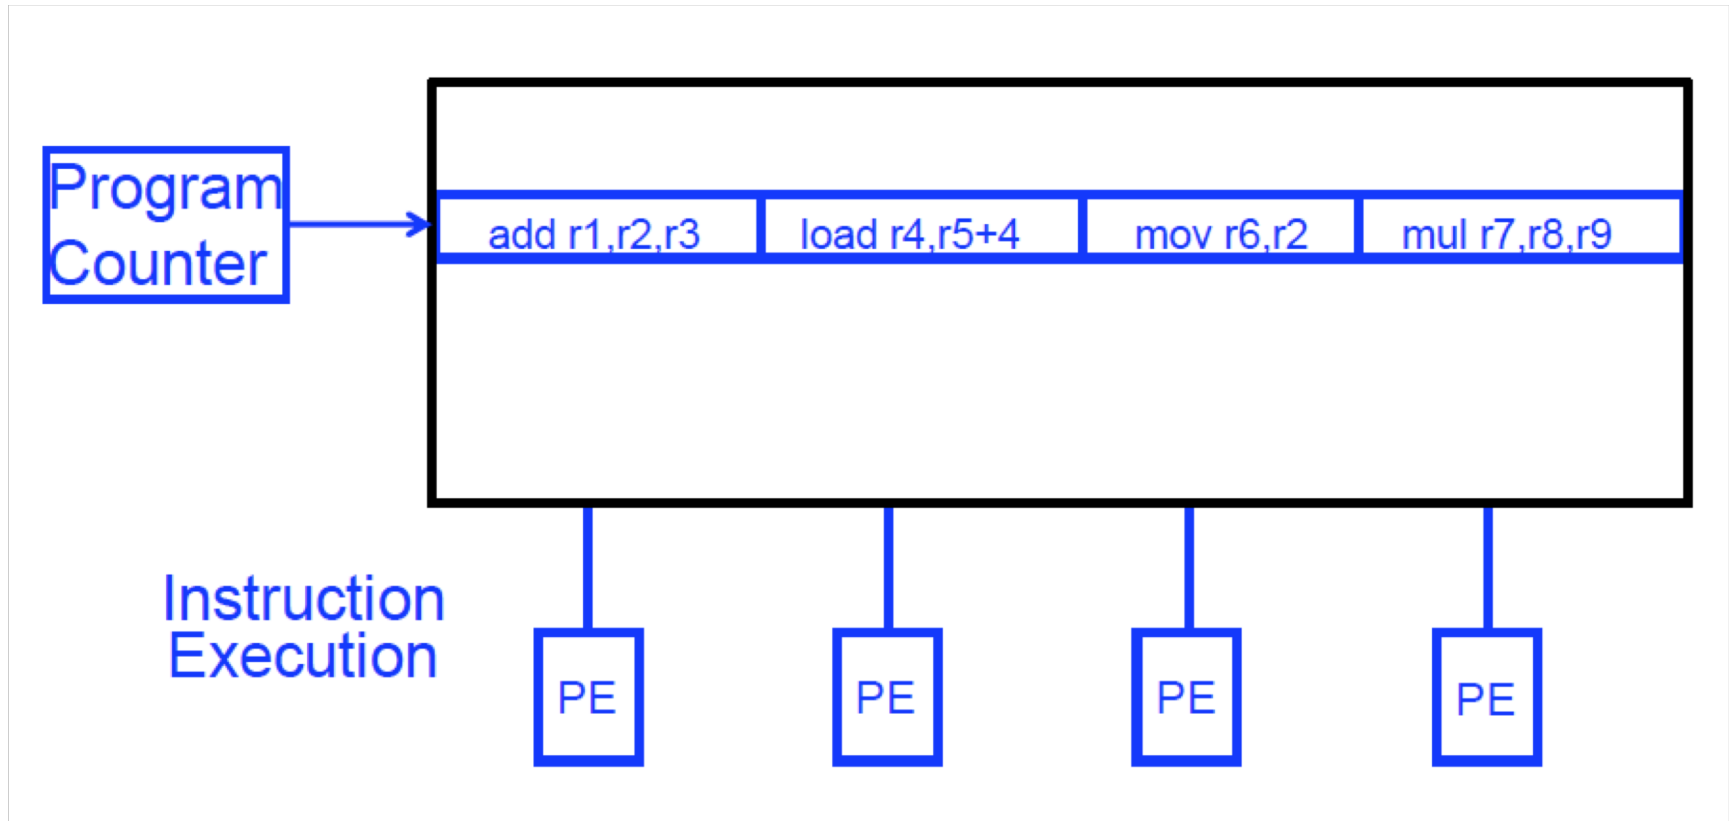 Program
Counter
add r1,r2,r3
load r4,r5+4
mov r6,r2
mul r7,r8,r9
Instruction
Execution
PE
PE
PE
PE